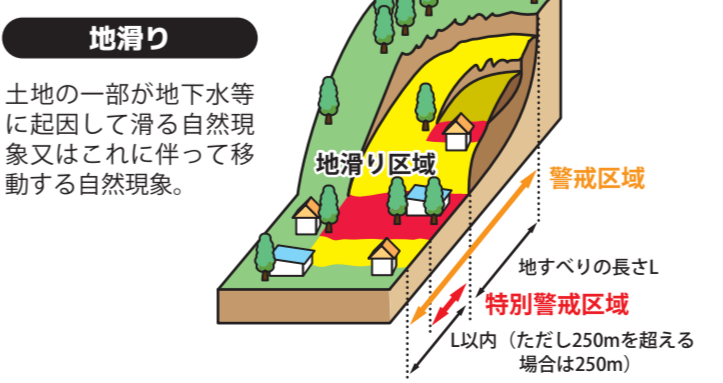 地滑り
土地の一部が地下水等
に起因して滑る自然現
象又はこれに伴って移
動する自然現象。
地滑り区域
警戒区域
地すべりの長さL
特別警戒区域
L以内（ただし250mを超える
場合は250m）